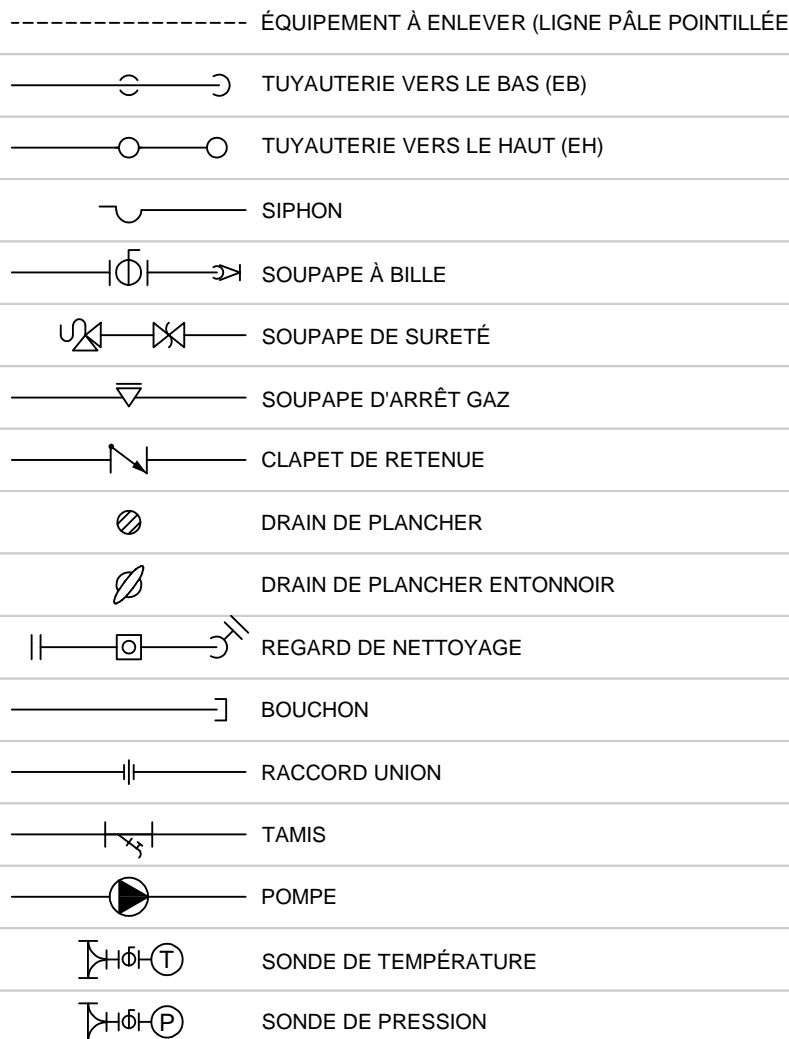 ÉQUIPEMENT À ENLEVER (LIGNE PÂLE POINTILLÉE
TUYAUTERIE VERS LE BAS (EB)
TUYAUTERIE VERS LE HAUT (EH)
SIPHON
SOUPAPE À BILLE
SOUPAPE DE SURETÉ
SOUPAPE D'ARRÊT GAZ
CLAPET DE RETENUE
DRAIN DE PLANCHER
DRAIN DE PLANCHER ENTONNOIR
REGARD DE NETTOYAGE
BOUCHON
RACCORD UNION
TAMIS
POMPE
T SONDE DE TEMPÉRATURE
P SONDE DE PRESSION